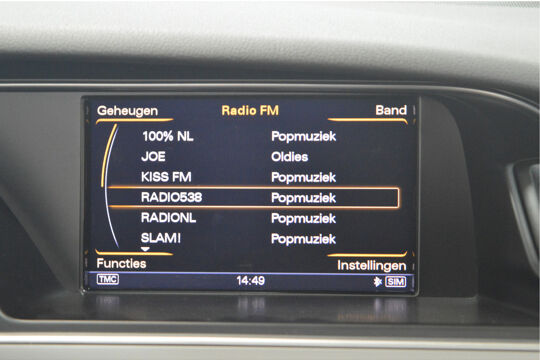 Geheugen Radio FM Band
100% NL Popmuziek
JOE Oldies
KISS FM Popmuziek
RADIO538 Popmuziek
RADIONL Popmuziek
SLAM! Popmuziek
Functies Instellingen
TMC 14:49 SIM